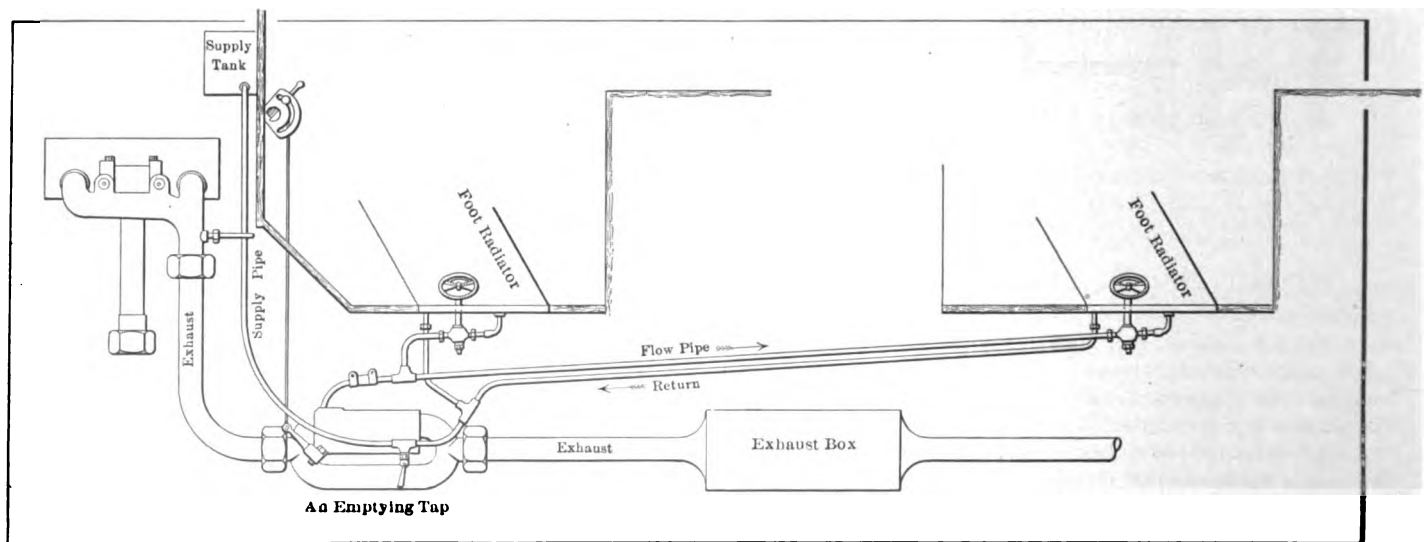 Supply
Tank
Foot Radiator
Foot Radiator
Supply Pipe
Exhaust
Flow Pipe
Return
Exhaust
Exhaust Box
An Emptying Tap